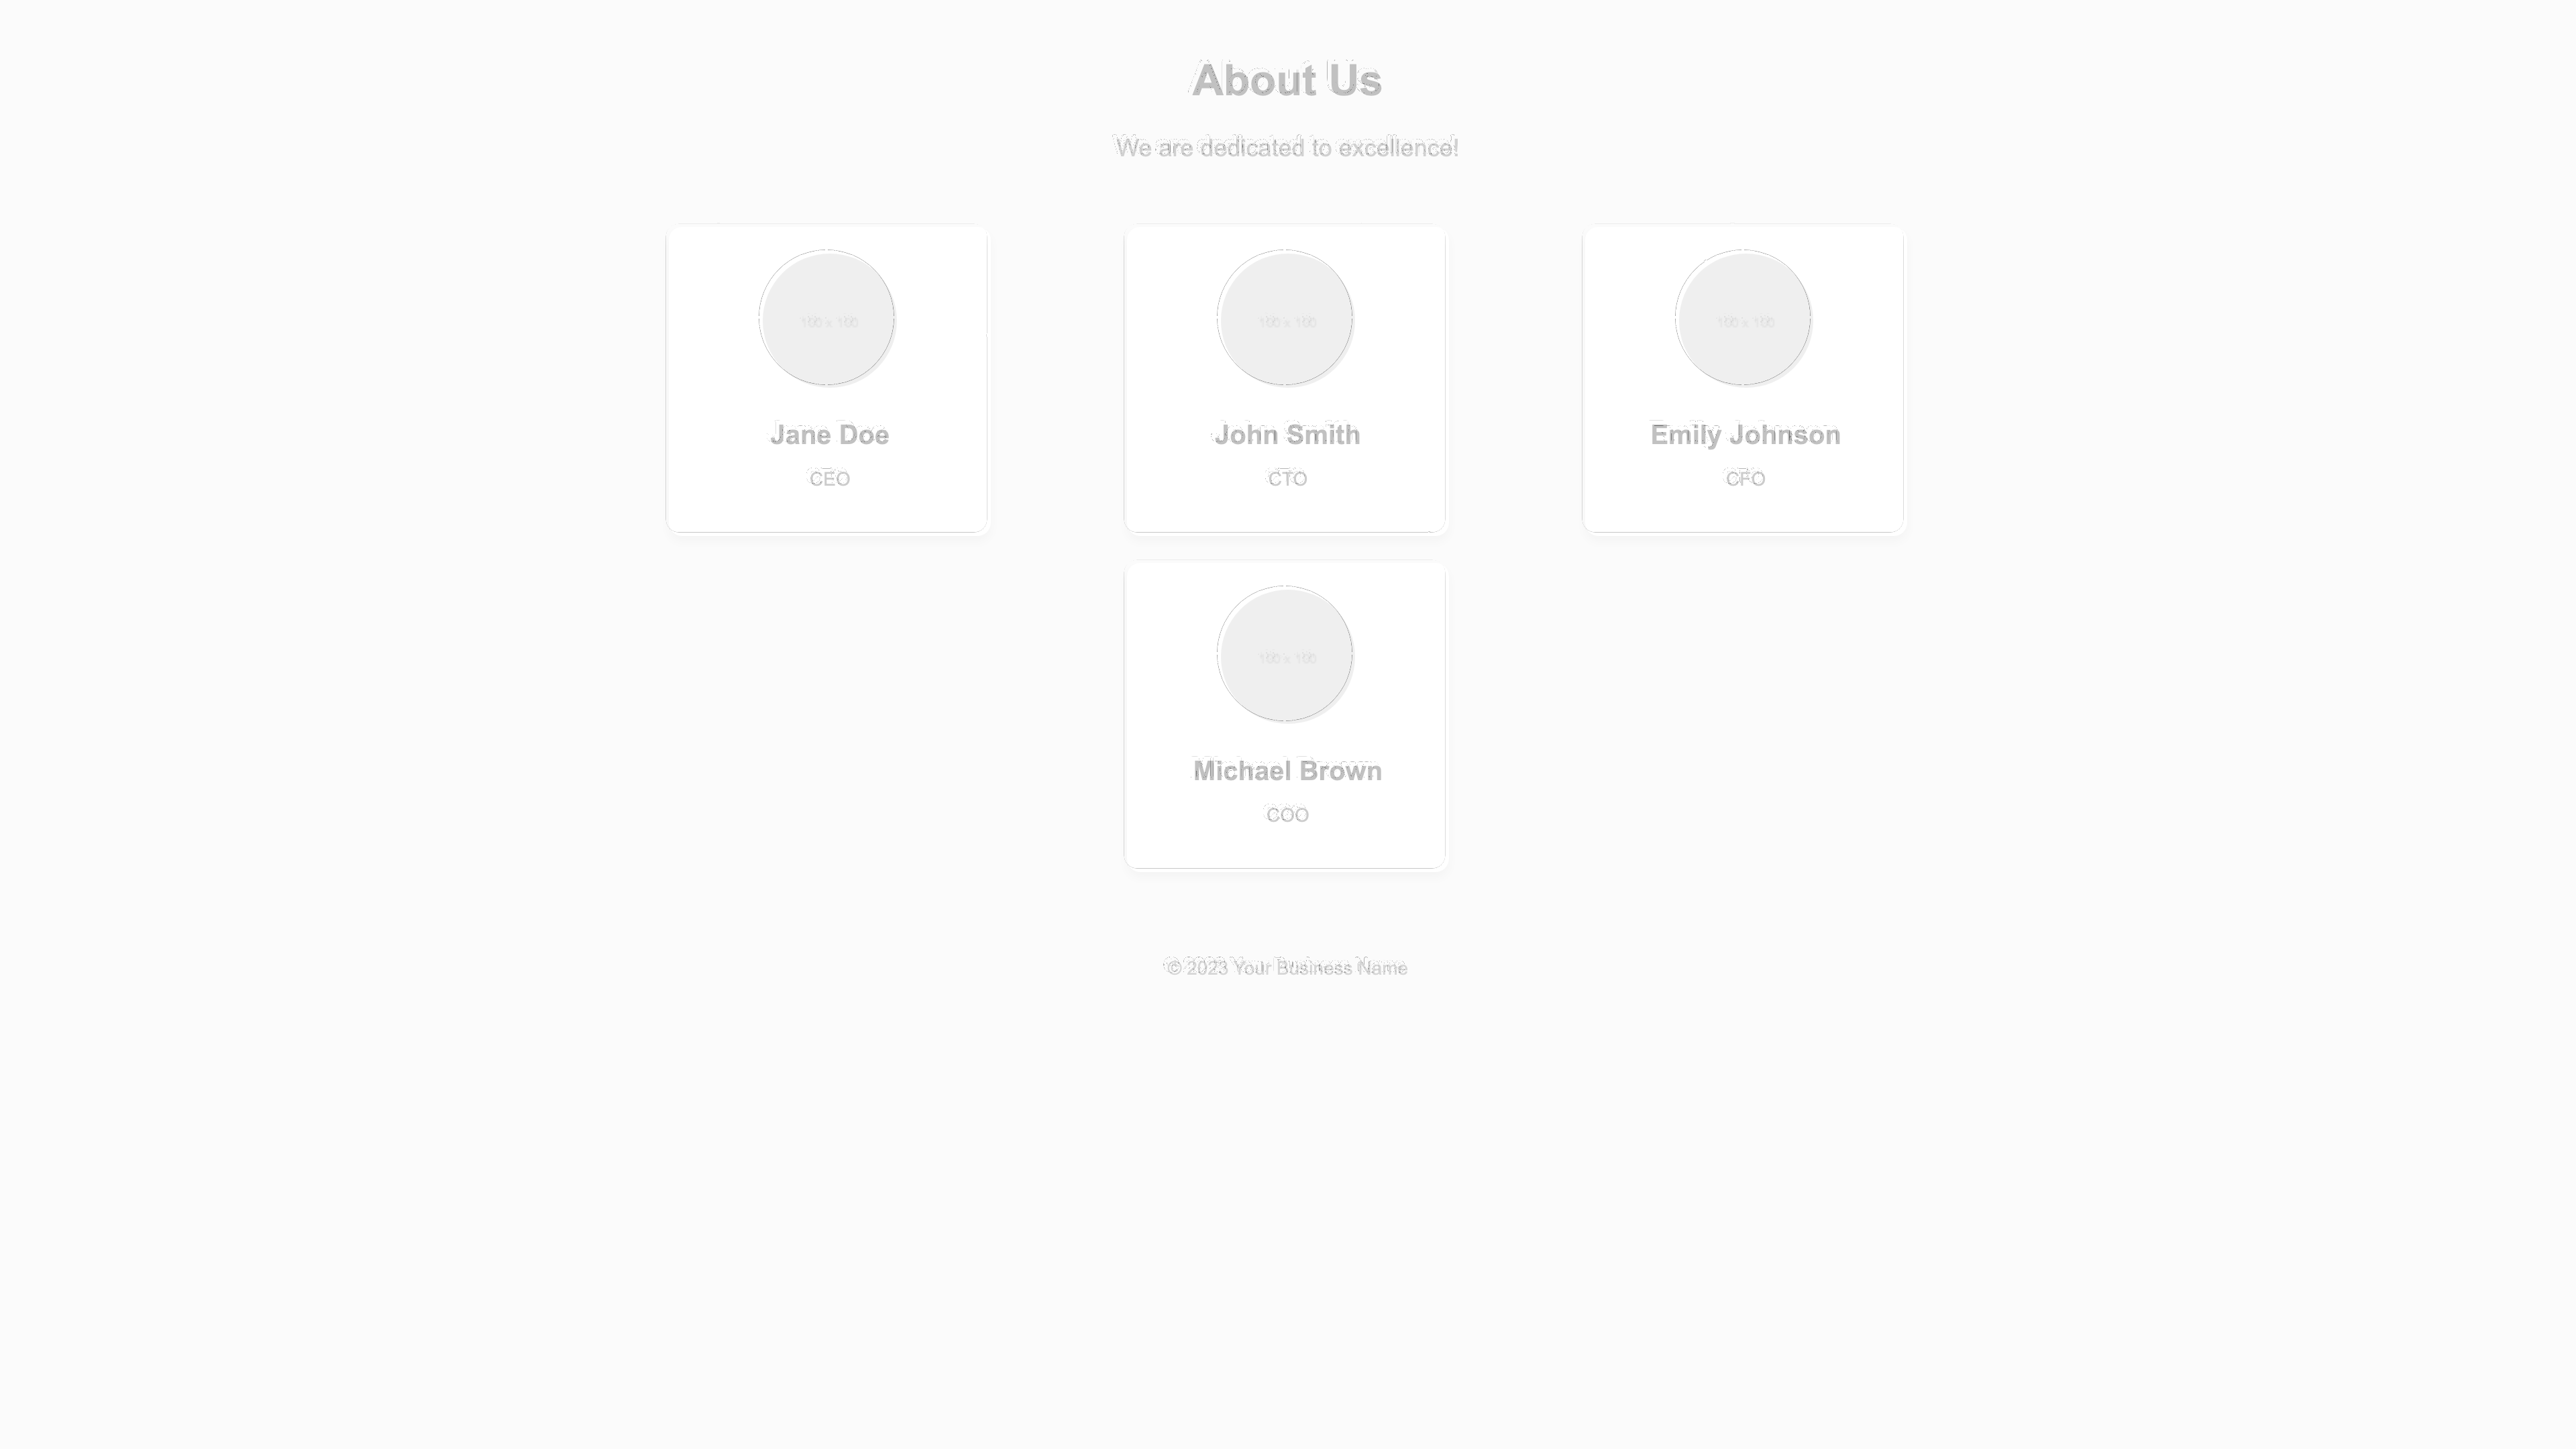 About Us
We are dedicated to excellence!
100 x 100
100 x 100
100 x 100
Jane Doe
John Smith
Emily Johnson
CEO
CTO
CFO
100 x 100
Michael Brown
COO
© 2023 Your Business Name